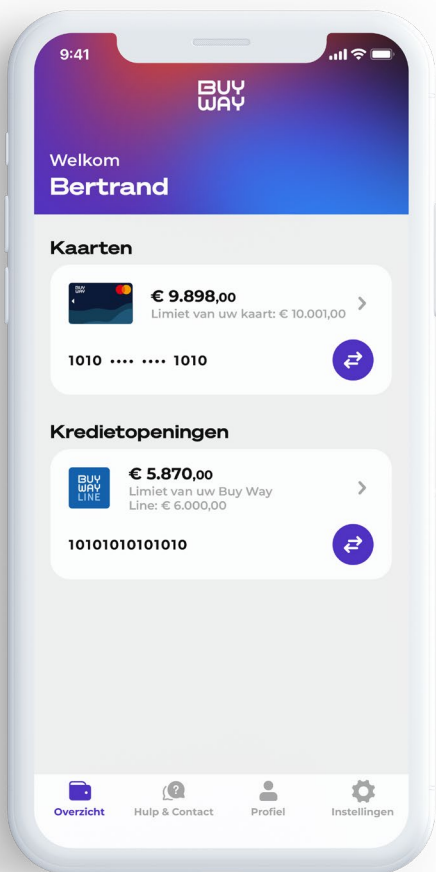 9:41
BUY
WAY
Welkom
Bertrand
Kaarten
BUY
WAY
€ 9.898,00
Limiet van uw kaart: € 10.001,00
1010 •••• •••• 1010
Kredietopeningen
BUY
WAY
LINE
€ 5.870,00
Limiet van uw Buy Way
Line: € 6.000,00
10101010101010
Overzicht
Hulp & Contact
Profiel
Instellingen